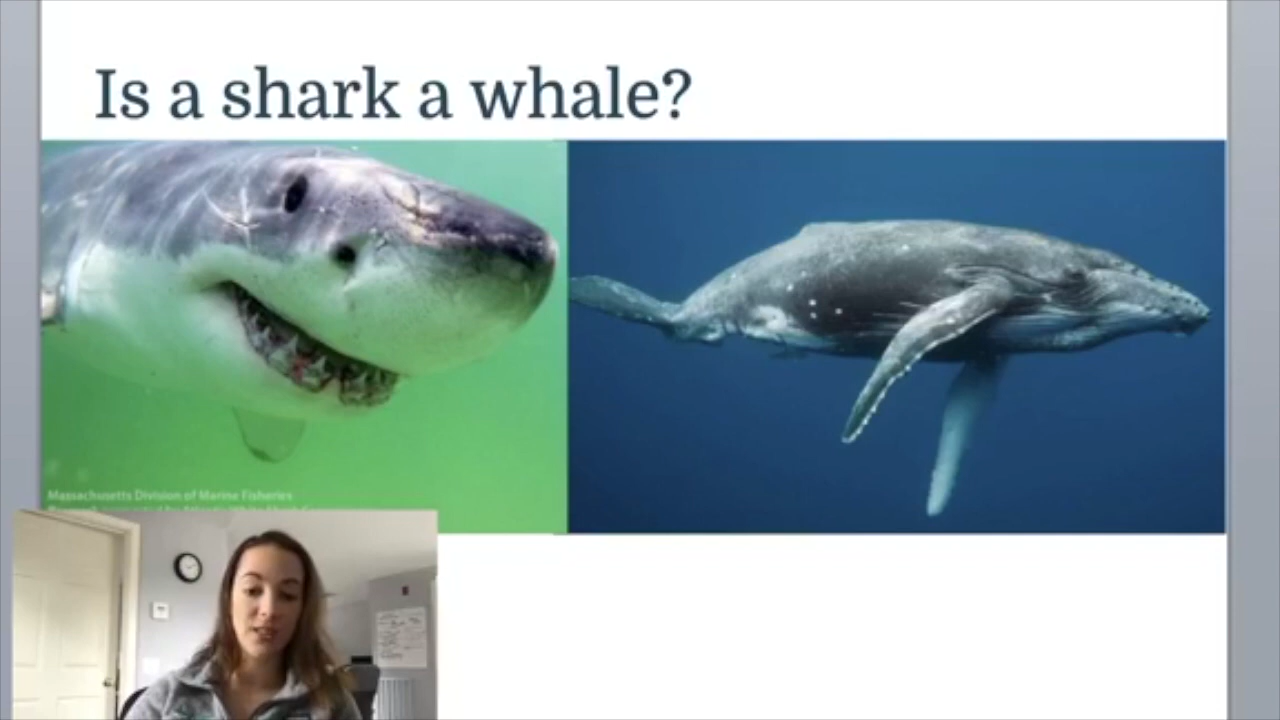 Is a shark a whale?
Massachusetts Division of Marine Fisheries